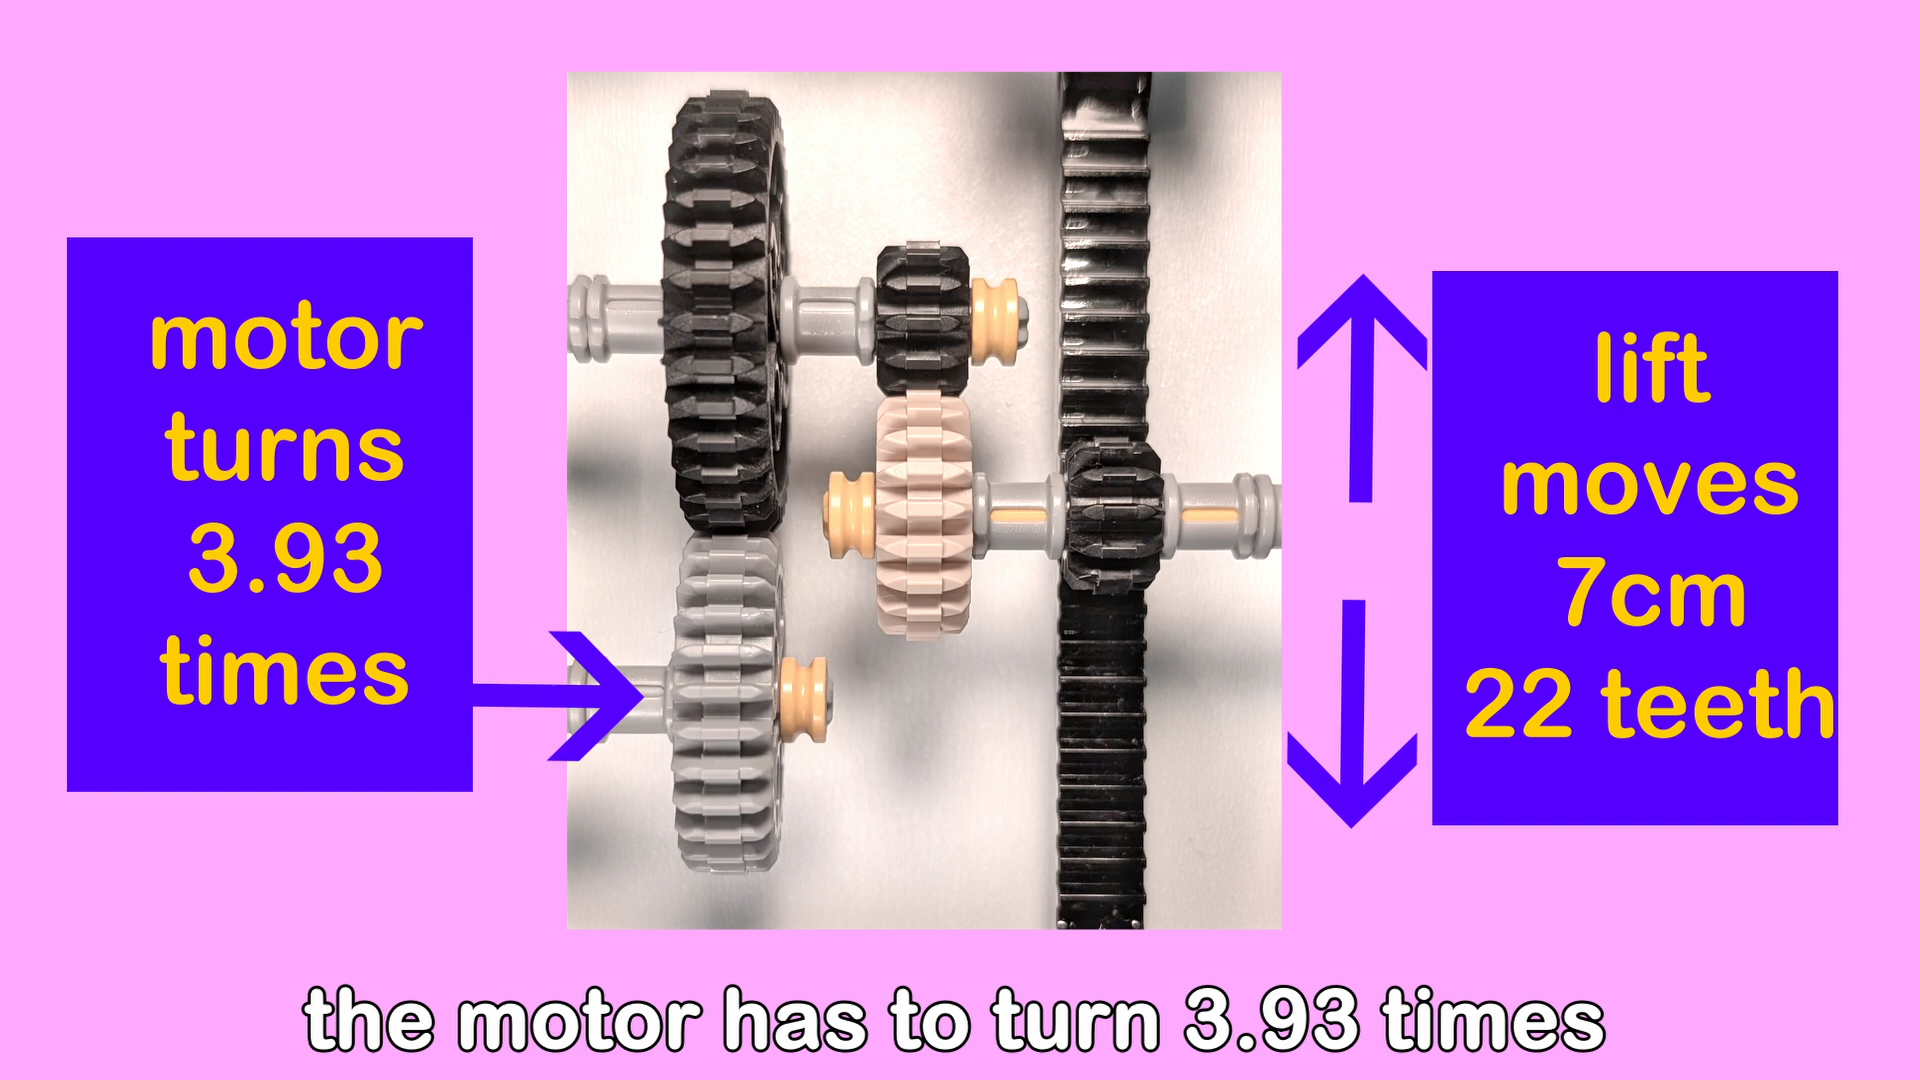 motor
turns
3.93
times
lift
moves
7cm
22 teeth
the motor has to turn 3.93 times